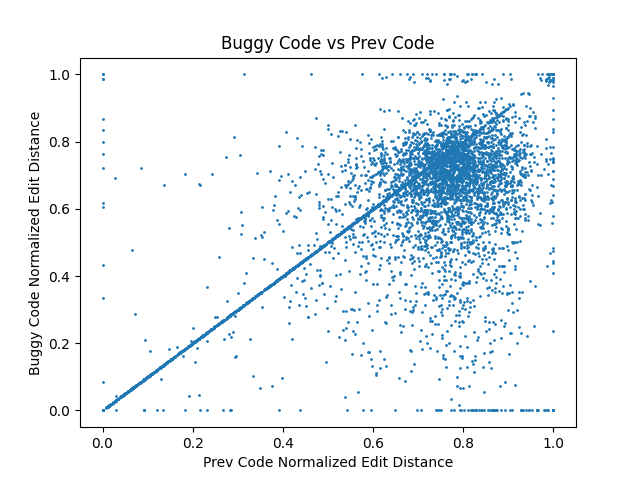 Buggy Code vs Prev Code
1.0
0.8
0.6
0.4
0.2
0.0
Buggy Code Normalized Edit Distance
0.0 0.2 0.4 0.6 0.8 1.0
Prev Code Normalized Edit Distance